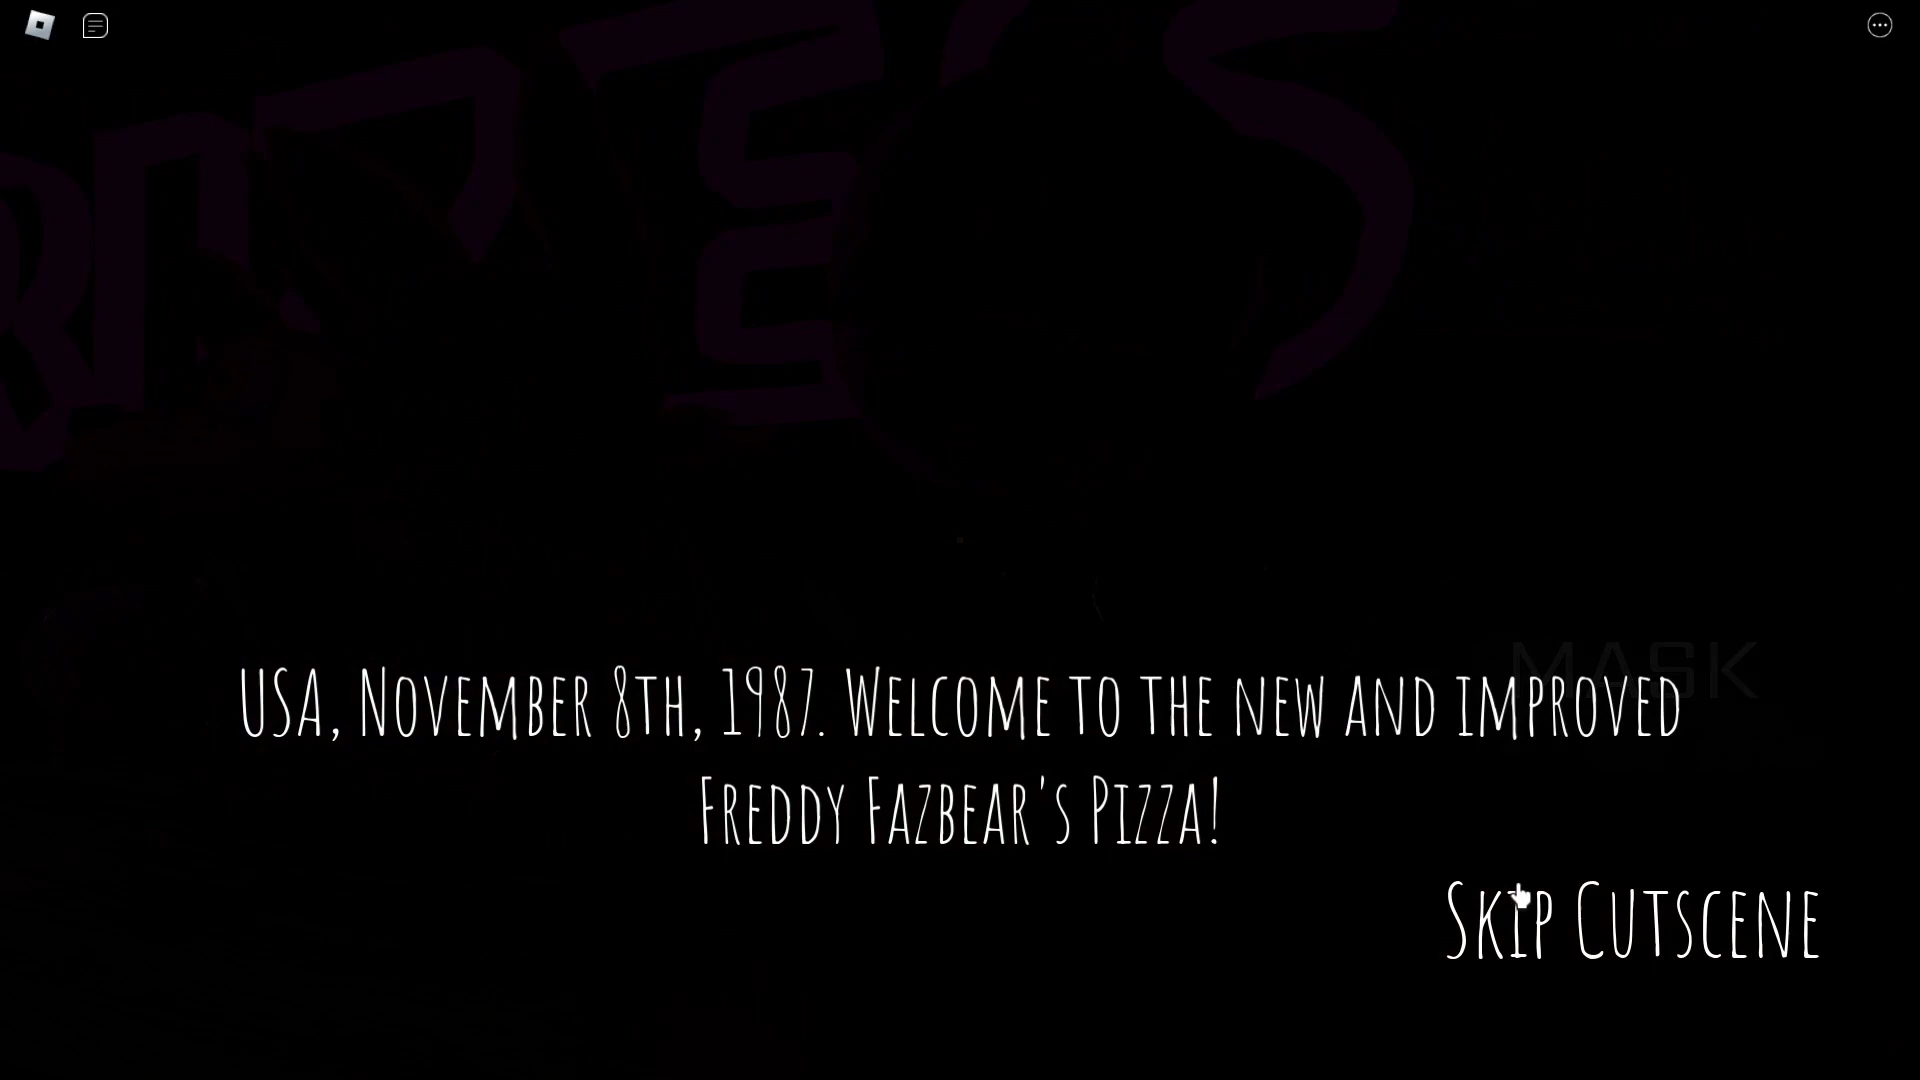 USA, November 8th, 1987. Welcome to the new and improved
Freddy Fazbear's Pizza!
MASK
Skip Cutscene